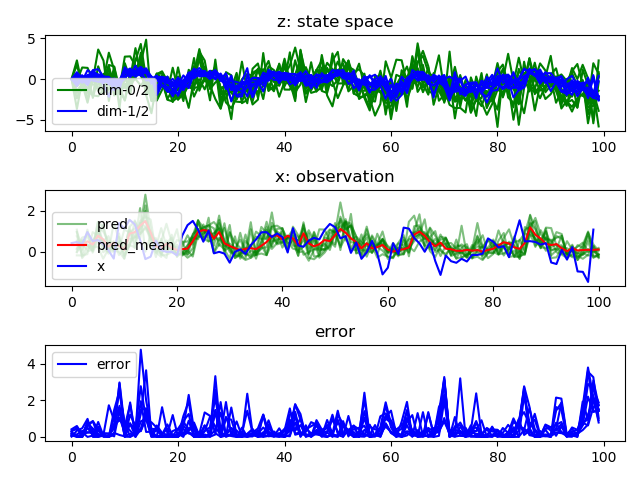 z: state space
5
0
−5
dim-0/2
dim-1/2
0 20 40 60 80 100
x: observation
2
0
pred
pred_mean
x
0 20 40 60 80 100
error
4
2
0
error
0 20 40 60 80 100